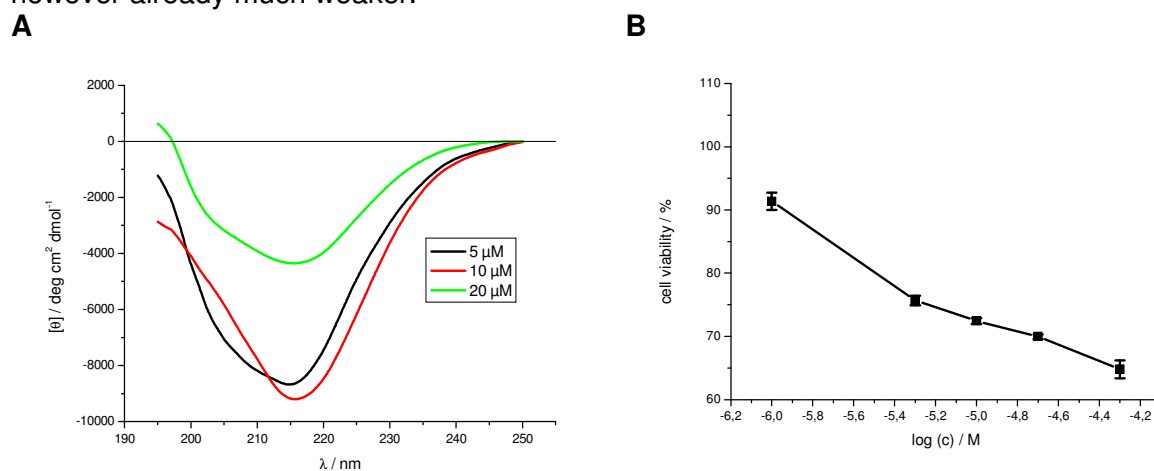 however already much weaker.
A
B
2000
0
-2000
-4000
-6000
-8000
-10000
190 200 210 220 230 240 250
[θ] / deg cm² dmol⁻¹
λ / nm
5 µM
10 µM
20 µM
110
100
90
80
70
60
-6,2 -6,0 -5,8 -5,6 -5,4 -5,2 -5,0 -4,8 -4,6 -4,4 -4,2
cell viability / %
log (c) / M